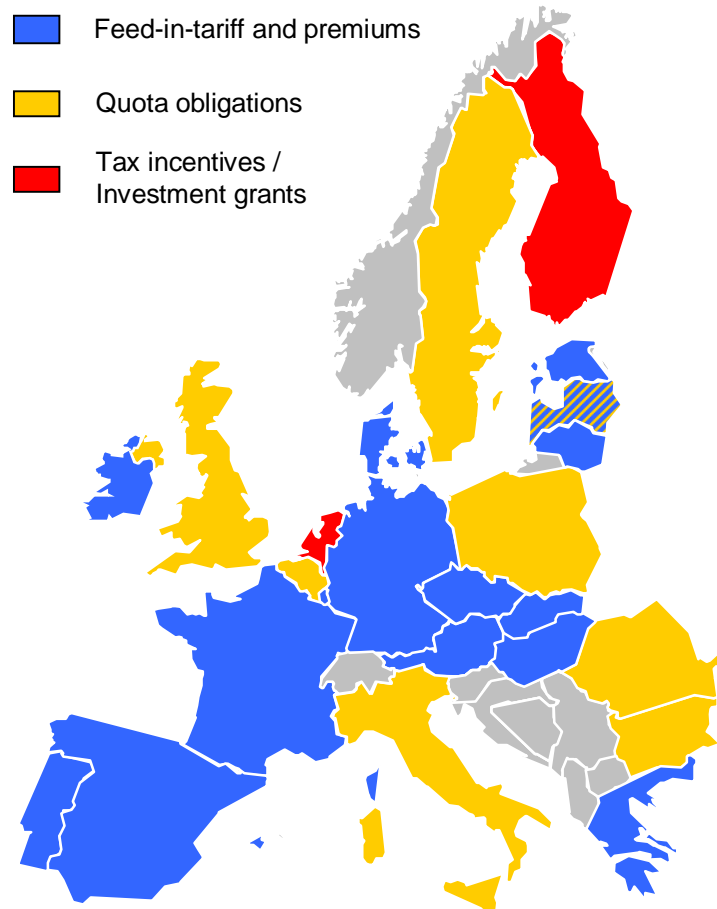 Feed-in-tariff and premiums
Quota obligations
Tax incentives /
Investment grants